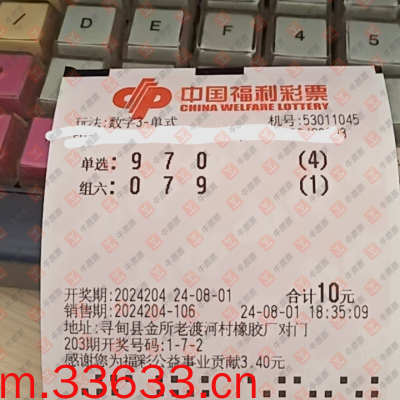 / D F 4 5
中国福利彩票
CHINA WELFARE LOTTERY
玩法:数字3-单式 机号:53011045
单选: 9 7 0 (4)
组六: 0 7 9 (1)
开奖期:2024204 24-08-01 合计10元
销售期:2024204-106 24-08-01 18:35:09
地址:寻甸县金所老渡河村橡胶厂对门
203期开奖号码:1-7-2
感谢您为福彩公益事业贡献3.40元
m.33633.cn